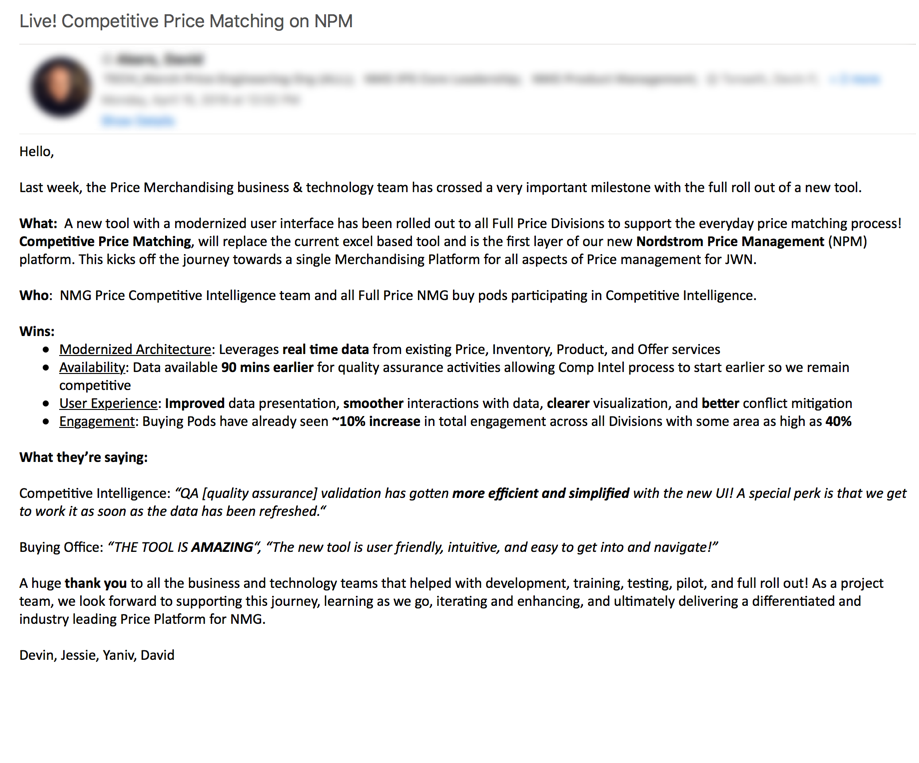 Live! Competitive Price Matching on NPM
Hello,
Last week, the Price Merchandising business & technology team has crossed a very important milestone with the full roll out of a new tool.
What: A new tool with a modernized user interface has been rolled out to all Full Price Divisions to support the everyday price matching process!
Competitive Price Matching, will replace the current excel based tool and is the first layer of our new Nordstrom Price Management (NPM)
platform. This kicks off the journey towards a single Merchandising Platform for all aspects of Price management for JWN.
Who: NMG Price Competitive Intelligence team and all Full Price NMG buy pods participating in Competitive Intelligence.
Wins:
• Modernized Architecture: Leverages real time data from existing Price, Inventory, Product, and Offer services
• Availability: Data available 90 mins earlier for quality assurance activities allowing Comp Intel process to start earlier so we remain
competitive
• User Experience: Improved data presentation, smoother interactions with data, clearer visualization, and better conflict mitigation
• Engagement: Buying Pods have already seen ~10% increase in total engagement across all Divisions with some area as high as 40%
What they're saying:
Competitive Intelligence: “QA [quality assurance] validation has gotten more efficient and simplified with the new UI! A special perk is that we get
to work it as soon as the data has been refreshed.“
Buying Office: “THE TOOL IS AMAZING“, “The new tool is user friendly, intuitive, and easy to get into and navigate!”
A huge thank you to all the business and technology teams that helped with development, training, testing, pilot, and full roll out! As a project
team, we look forward to supporting this journey, learning as we go, iterating and enhancing, and ultimately delivering a differentiated and
industry leading Price Platform for NMG.
Devin, Jessie, Yaniv, David